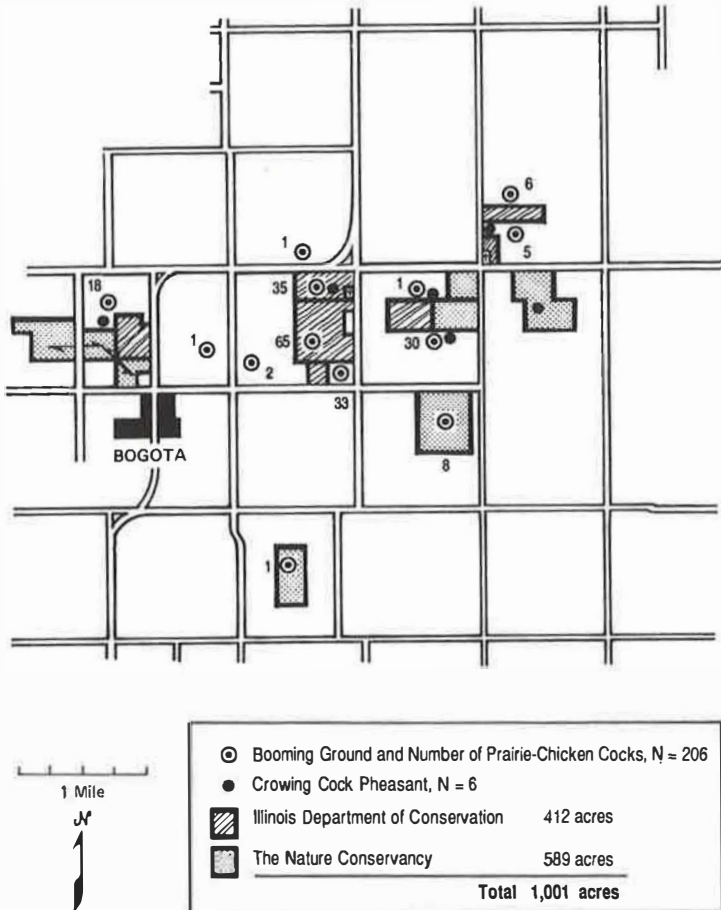 6
5
1
18
35
1
1
65
30
2
33
BOGOTA
8
1
1 Mile
N
Booming Ground and Number of Prairie-Chicken Cocks, N = 206
Crowing Cock Pheasant, N = 6
Illinois Department of Conservation 412 acres
The Nature Conservancy 589 acres
Total 1,001 acres